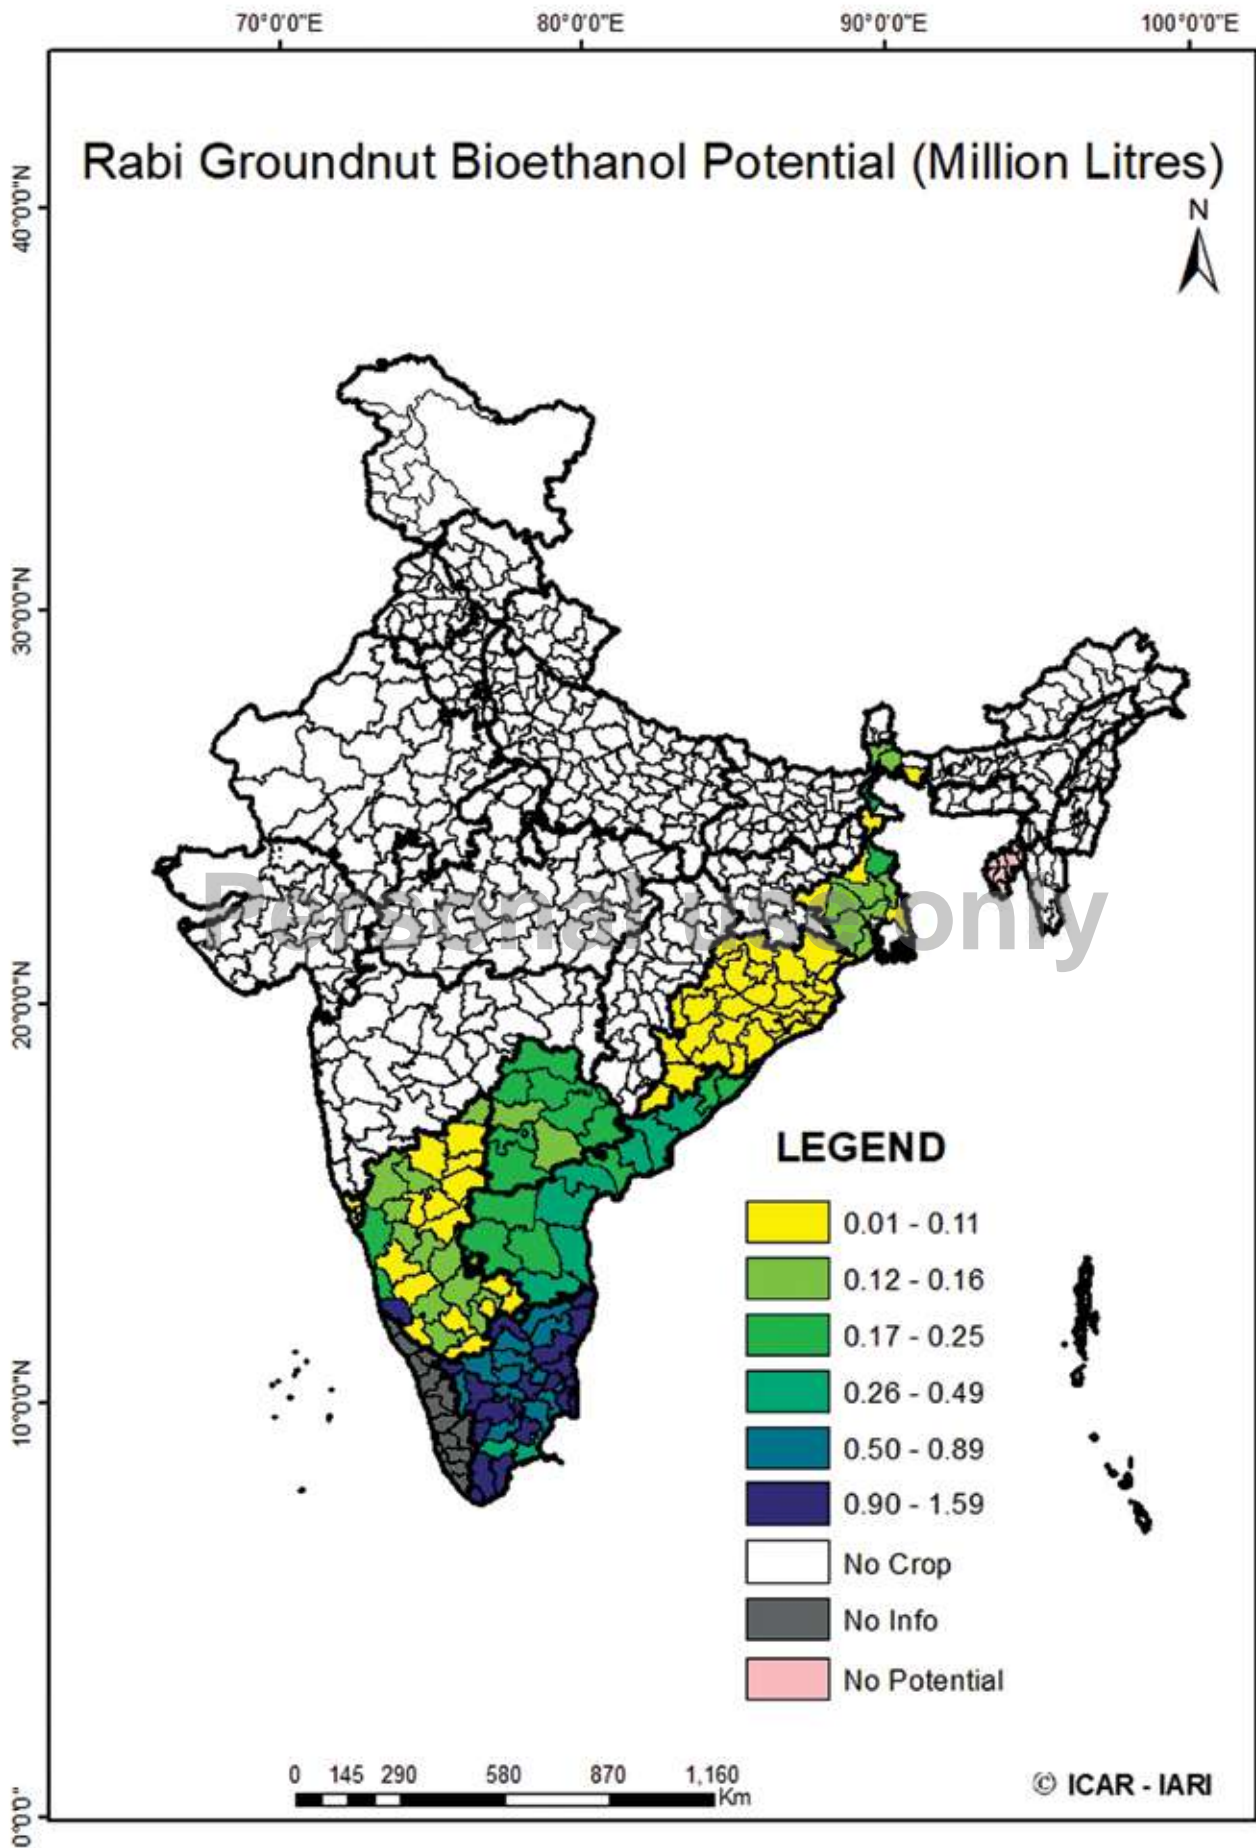 70°0'0"E 80°0'0"E 90°0'0"E 100°0'0"E
Rabi Groundnut Bioethanol Potential (Million Litres)
N
40°0'0"N
30°0'0"N
20°0'0"N
10°0'0"N
0°0'0"
Personal use only
LEGEND
0.01 - 0.11
0.12 - 0.16
0.17 - 0.25
0.26 - 0.49
0.50 - 0.89
0.90 - 1.59
No Crop
No Info
No Potential
0 145 290 580 870 1,160
Km
© ICAR - IARI